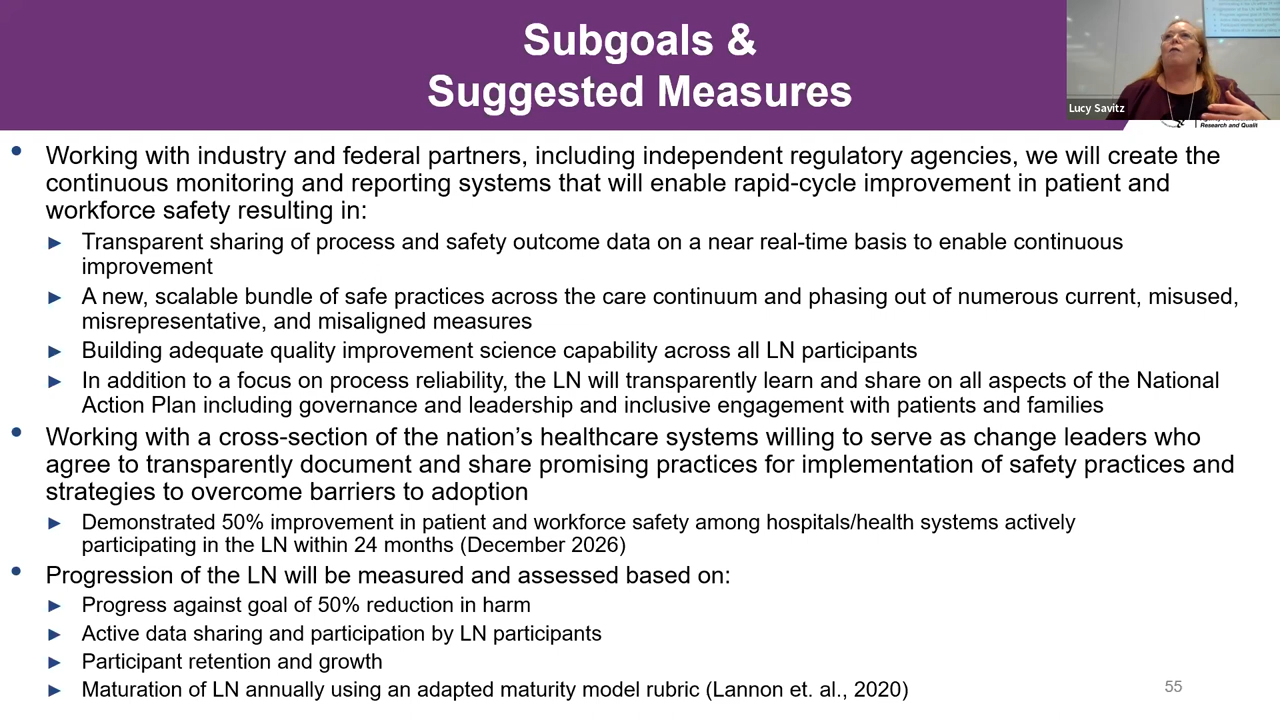 Subgoals &
Suggested Measures
Lucy Savitz
Research and Qualit
• Working with industry and federal partners, including independent regulatory agencies, we will create the
continuous monitoring and reporting systems that will enable rapid-cycle improvement in patient and
workforce safety resulting in:
► Transparent sharing of process and safety outcome data on a near real-time basis to enable continuous
improvement
► A new, scalable bundle of safe practices across the care continuum and phasing out of numerous current, misused,
misrepresentative, and misaligned measures
► Building adequate quality improvement science capability across all LN participants
► In addition to a focus on process reliability, the LN will transparently learn and share on all aspects of the National
Action Plan including governance and leadership and inclusive engagement with patients and families
• Working with a cross-section of the nation’s healthcare systems willing to serve as change leaders who
agree to transparently document and share promising practices for implementation of safety practices and
strategies to overcome barriers to adoption
► Demonstrated 50% improvement in patient and workforce safety among hospitals/health systems actively
participating in the LN within 24 months (December 2026)
• Progression of the LN will be measured and assessed based on:
► Progress against goal of 50% reduction in harm
► Active data sharing and participation by LN participants
► Participant retention and growth
► Maturation of LN annually using an adapted maturity model rubric (Lannon et. al., 2020)
55